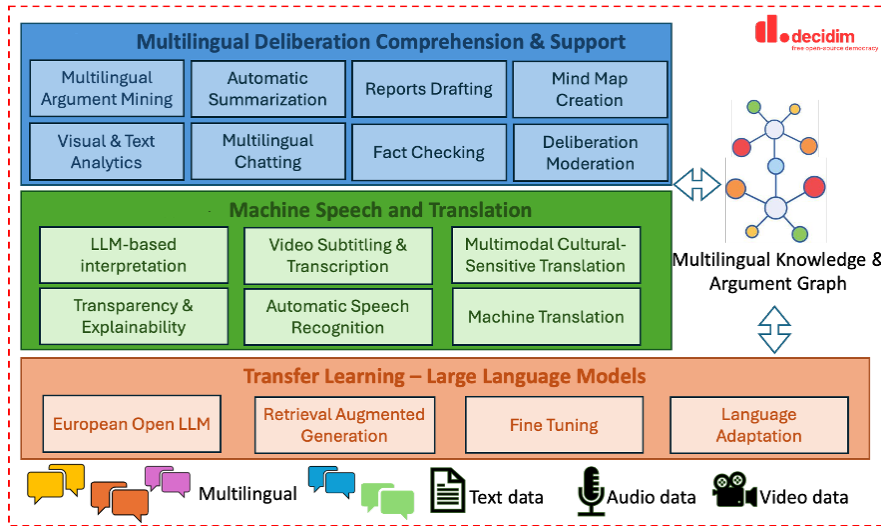 decidim
free open-source democracy
Multilingual Deliberation Comprehension & Support
Multilingual
Argument Mining
Automatic
Summarization
Reports Drafting
Mind Map
Creation
Visual & Text
Analytics
Multilingual
Chatting
Fact Checking
Deliberation
Moderation
Machine Speech and Translation
LLM-based
interpretation
Video Subtitling &
Transcription
Multimodal Cultural-
Sensitive Translation
Transparency &
Explainability
Automatic Speech
Recognition
Machine Translation
Multilingual Knowledge &
Argument Graph
Transfer Learning – Large Language Models
European Open LLM
Retrieval Augmented
Generation
Fine Tuning
Language
Adaptation
Multilingual
Text data
Audio data
Video data